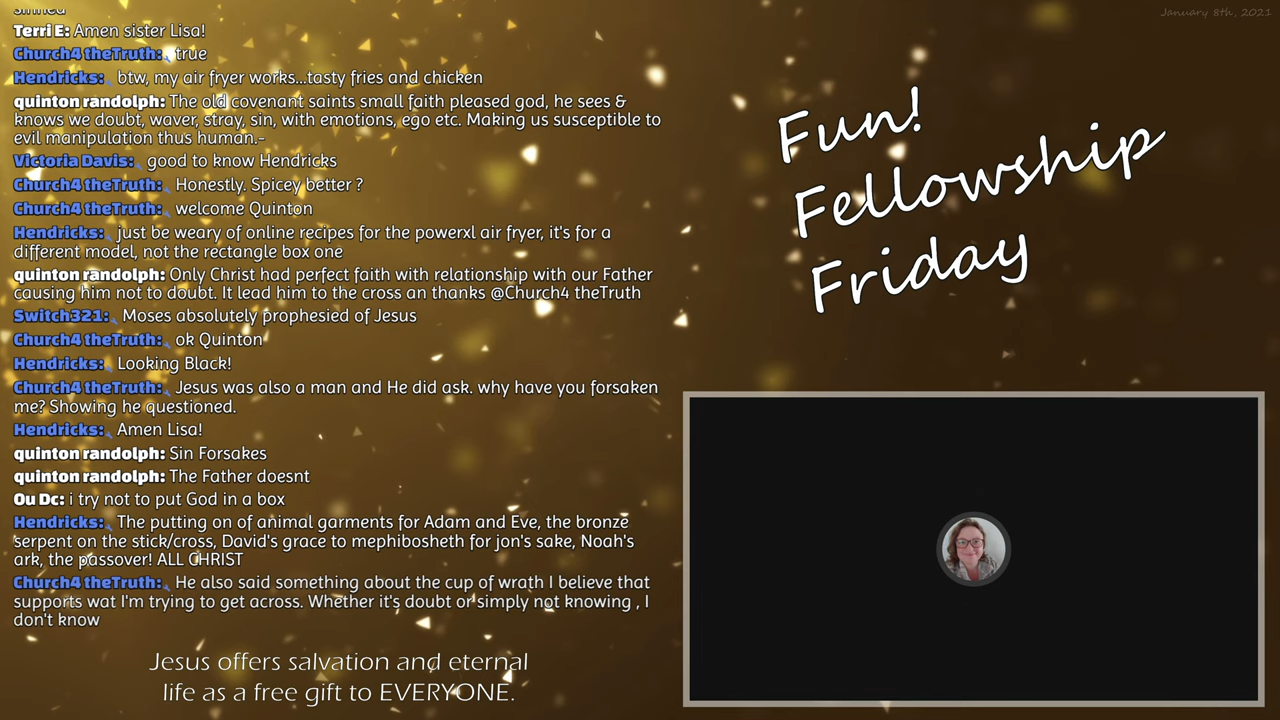 sinned
Terri E: Amen sister Lisa!
Church4 theTruth: true
Hendricks: btw, my air fryer works...tasty fries and chicken
quinton randolph: The old covenant saints small faith pleased god, he sees &
knows we doubt, waver, stray, sin, with emotions, ego etc. Making us susceptible to
evil manipulation thus human.-
Victoria Davis: good to know Hendricks
Church4 theTruth: Honestly. Spicey better ?
Church4 theTruth: welcome Quinton
Hendricks: just be weary of online recipes for the powerxl air fryer, it's for a
different model, not the rectangle box one
quinton randolph: Only Christ had perfect faith with relationship with our Father
causing him not to doubt. It lead him to the cross an thanks @Church4 theTruth
Switch321: Moses absolutely prophesied of Jesus
Church4 theTruth: ok Quinton
Hendricks: Looking Black!
Church4 theTruth: Jesus was also a man and He did ask. why have you forsaken
me? Showing he questioned.
Hendricks: Amen Lisa!
quinton randolph: Sin Forsakes
quinton randolph: The Father doesnt
Ou Dc: i try not to put God in a box
Hendricks: The putting on of animal garments for Adam and Eve, the bronze
serpent on the stick/cross, David's grace to mephibosheth for jon's sake, Noah's
ark, the passover! ALL CHRIST
Church4 theTruth: He also said something about the cup of wrath I believe that
supports wat I'm trying to get across. Whether it's doubt or simply not knowing , I
don't know
Jesus offers salvation and eternal
life as a free gift to EVERYONE.
January 8th, 2021
Fun!
Fellowship
Friday